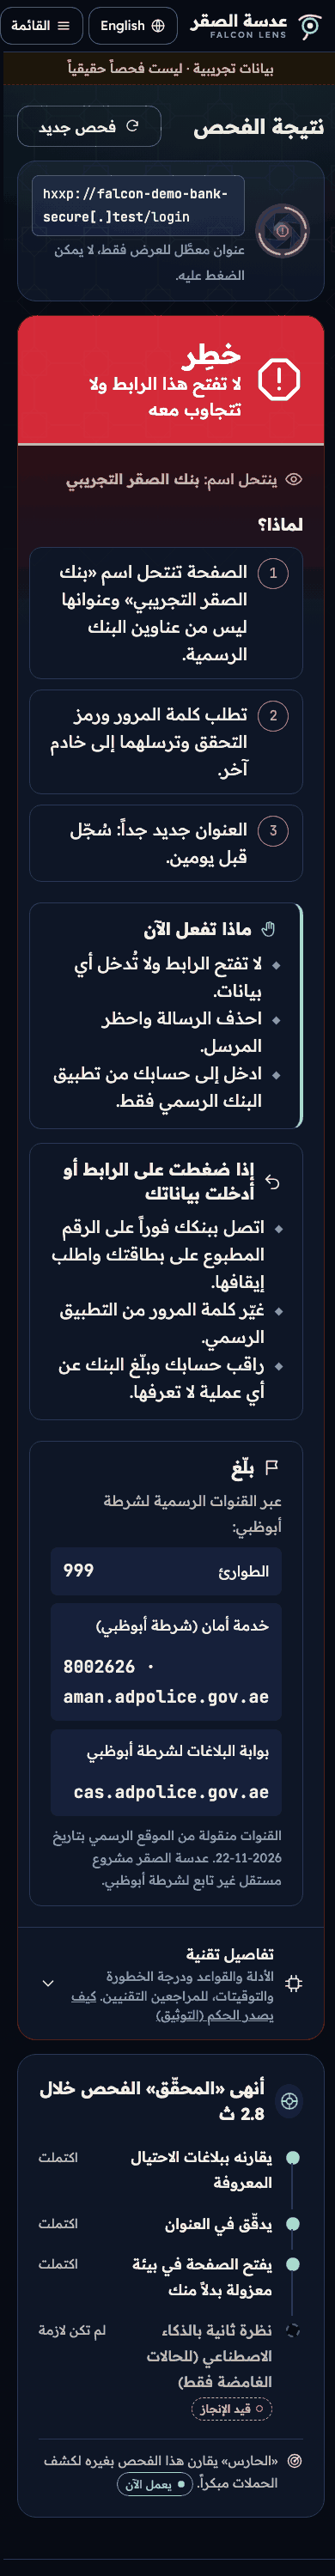 عدسة الصقر
FALCON LENS
English
القائمة
بيانات تجريبية · ليست فحصاً حقيقياً
نتيجة الفحص
فحص جديد
hxxp://falcon-demo-bank-
secure[.]test/login
عنوان معطَّل للعرض فقط، لا يمكن
الضغط عليه.
خطِر
لا تفتح هذا الرابط ولا
تتجاوب معه
ينتحل اسم: بنك الصقر التجريبي
لماذا؟
1
الصفحة تنتحل اسم «بنك
الصقر التجريبي» وعنوانها
ليس من عناوين البنك
الرسمية.
2
تطلب كلمة المرور ورمز
التحقق وترسلهما إلى خادم
آخر.
3
العنوان جديد جداً: سُجّل
قبل يومين.
ماذا تفعل الآن
لا تفتح الرابط ولا تُدخل أي
بيانات.
احذف الرسالة واحظر
المرسل.
ادخل إلى حسابك من تطبيق
البنك الرسمي فقط.
إذا ضغطت على الرابط أو
أدخلت بياناتك
اتصل ببنكك فوراً على الرقم
المطبوع على بطاقتك واطلب
إيقافها.
غيّر كلمة المرور من التطبيق
الرسمي.
راقب حسابك وبلّغ البنك عن
أي عملية لا تعرفها.
بلّغ
عبر القنوات الرسمية لشرطة
أبوظبي:
الطوارئ
999
خدمة أمان (شرطة أبوظبي)
8002626 ·
aman.adpolice.gov.ae
بوابة البلاغات لشرطة أبوظبي
cas.adpolice.gov.ae
القنوات منقولة من الموقع الرسمي بتاريخ
22-11-2026. عدسة الصقر مشروع
مستقل غير تابع لشرطة أبوظبي.
تفاصيل تقنية
الأدلة والقواعد ودرجة الخطورة
والتوقيتات، للمراجعين التقنيين. كيف
يصدر الحكم (التوثيق)
أنهى «المحقّق» الفحص خلال
2.8 ث
يقارنه ببلاغات الاحتيال
المعروفة
اكتملت
يدقّق في العنوان
اكتملت
يفتح الصفحة في بيئة
معزولة بدلاً منك
اكتملت
نظرة ثانية بالذكاء
الاصطناعي (للحالات
الغامضة فقط)
لم تكن لازمة
قيد الإنجاز
«الحارس» يقارن هذا الفحص بغيره لكشف
الحملات مبكراً. يعمل الآن